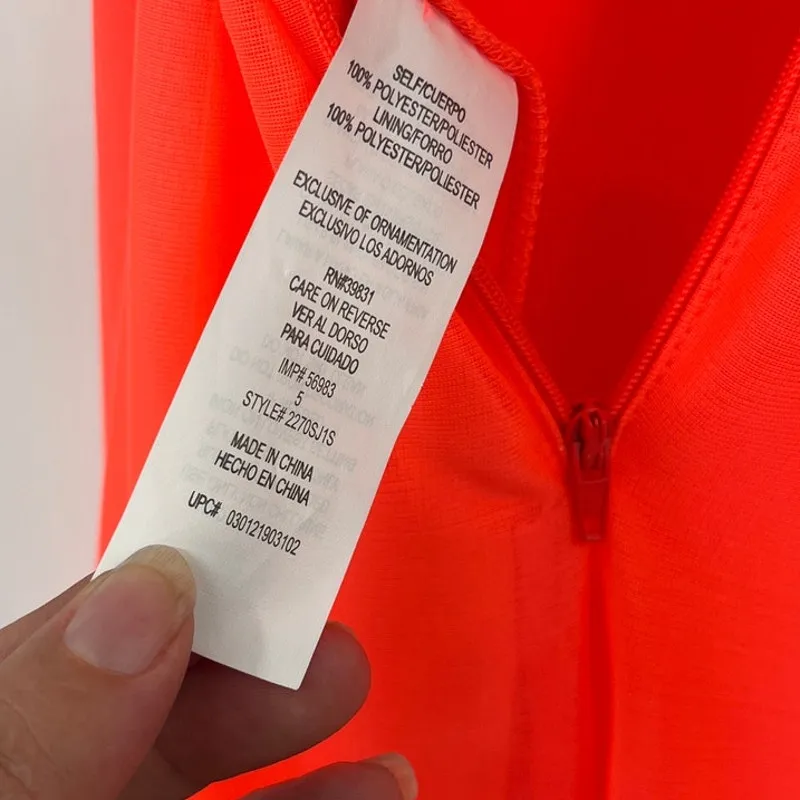 SELF/CUERPO
100% POLYESTER/POLIESTER
LINING/FORRO
100% POLYESTER/POLIESTER
EXCLUSIVE OF ORNAMENTATION
EXCLUSIVO LOS ADORNOS
RN#39831
CARE ON REVERSE
VER AL DORSO
PARA CUIDADO
IMP# 56983
5
STYLE# 2270SJ1S
MADE IN CHINA
HECHO EN CHINA
UPC# 030121903102